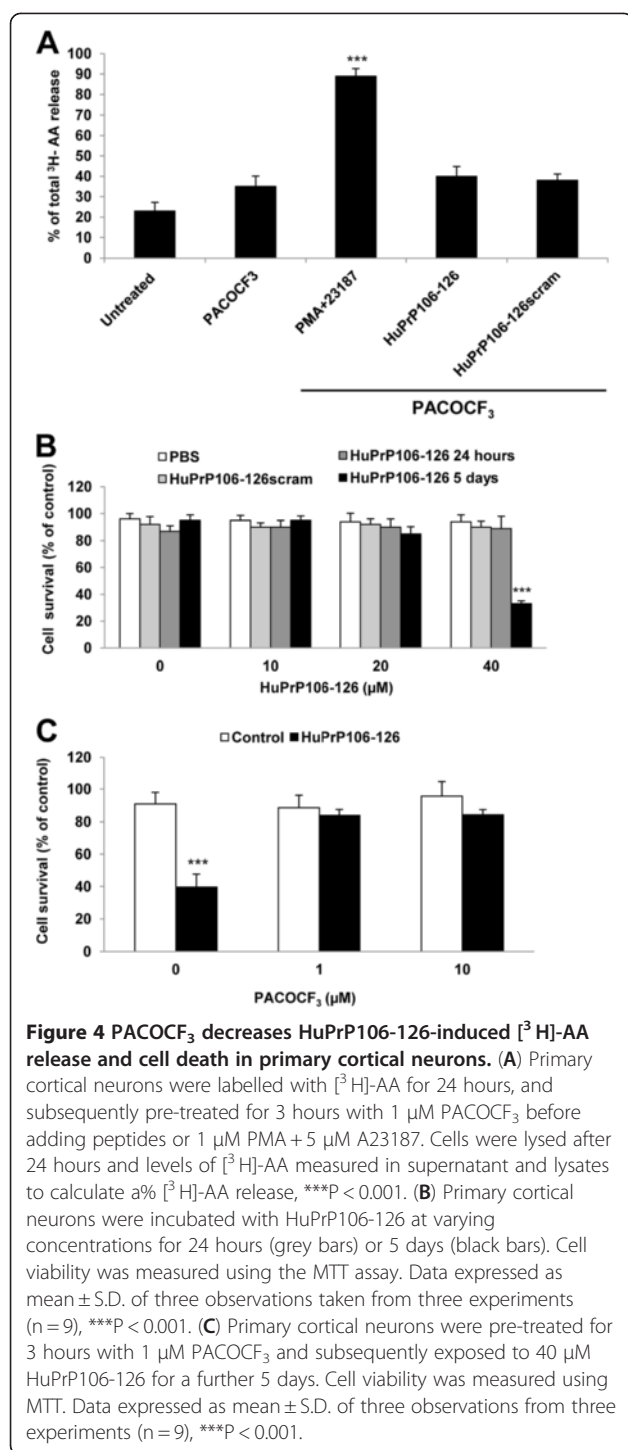 A
% of total ³H- AA release
100
90
80
70
60
50
40
30
20
10
0
***
Untreated
PACOCF3
PMA+23187
HuPrP106-126
HuPrP106-126scram
PACOCF₃
B
PBS
HuPrP106-126 24 hours
HuPrP106-126scram
HuPrP106-126 5 days
Cell survival (% of control)
120
100
80
60
40
20
0
***
0 10 20 40
HuPrP106-126 (µM)
C
Control HuPrP106-126
Cell survival (% of control)
120
100
80
60
40
20
0
***
0 1 10
PACOCF₃ (µM)
Figure 4 PACOCF₃ decreases HuPrP106-126-induced [³ H]-AA
release and cell death in primary cortical neurons. (A) Primary
cortical neurons were labelled with [³ H]-AA for 24 hours, and
subsequently pre-treated for 3 hours with 1 µM PACOCF₃ before
adding peptides or 1 µM PMA + 5 µM A23187. Cells were lysed after
24 hours and levels of [³ H]-AA measured in supernatant and lysates
to calculate a% [³ H]-AA release, ***P < 0.001. (B) Primary cortical
neurons were incubated with HuPrP106-126 at varying
concentrations for 24 hours (grey bars) or 5 days (black bars). Cell
viability was measured using the MTT assay. Data expressed as
mean ± S.D. of three observations taken from three experiments
(n = 9), ***P < 0.001. (C) Primary cortical neurons were pre-treated for
3 hours with 1 µM PACOCF₃ and subsequently exposed to 40 µM
HuPrP106-126 for a further 5 days. Cell viability was measured using
MTT. Data expressed as mean ± S.D. of three observations from three
experiments (n = 9), ***P < 0.001.